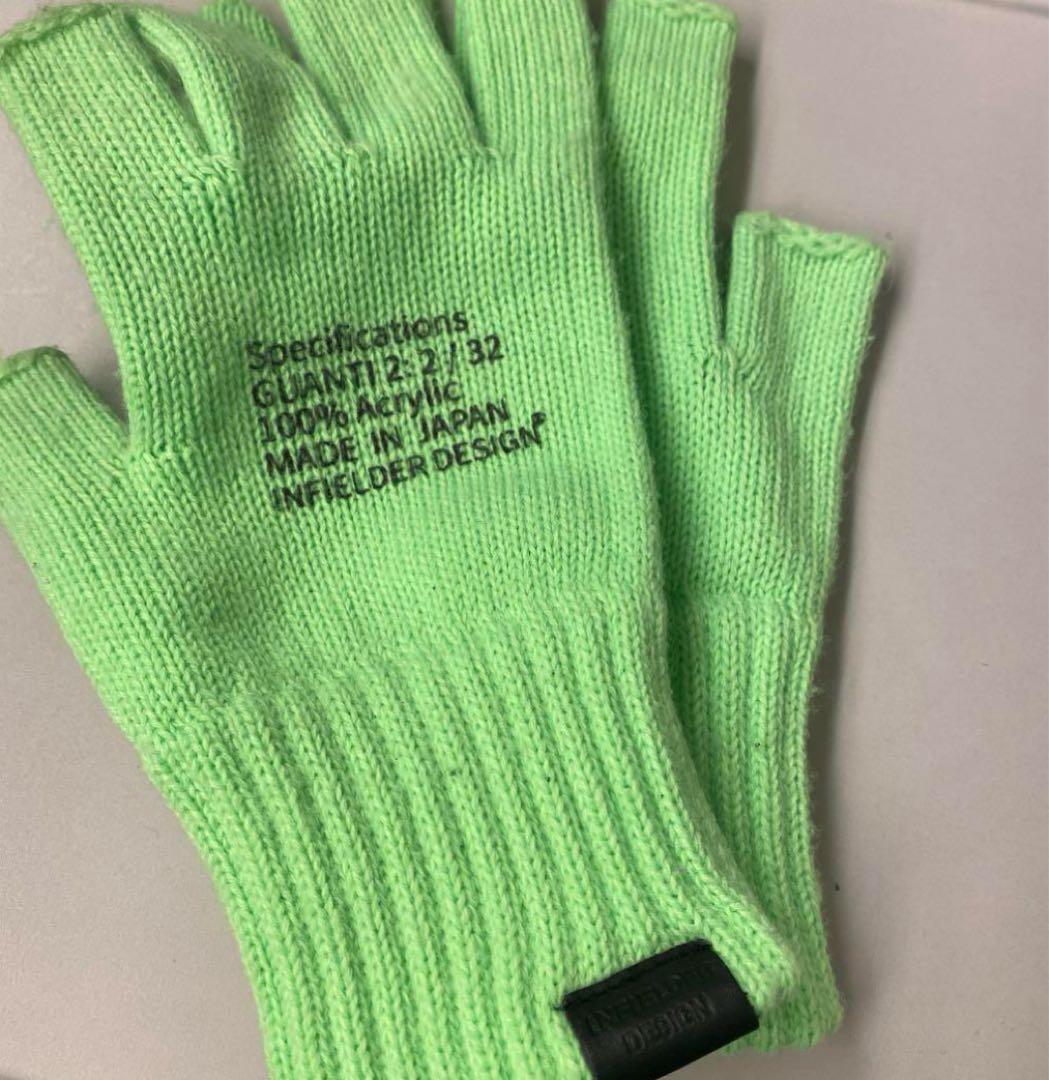 Specifications
GUANTI 2: 2 / 32
100% Acrylic
MADE IN JAPAN
INFIELDER DESIGN
INFIELDER
DESIGN